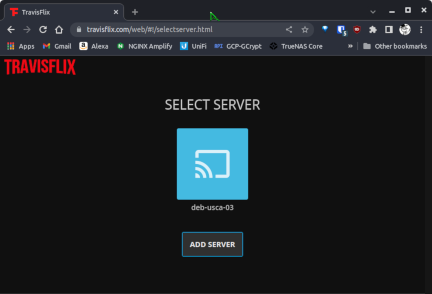 TravisFlix
travisflix.com/web/#!/selectserver.html
Apps
Gmail
Alexa
NGINX Amplify
UniFi
GCP-GCrypt
TrueNAS Core
»
Other bookmarks
TRAVISFLIX
SELECT SERVER
deb-usca-03
ADD SERVER